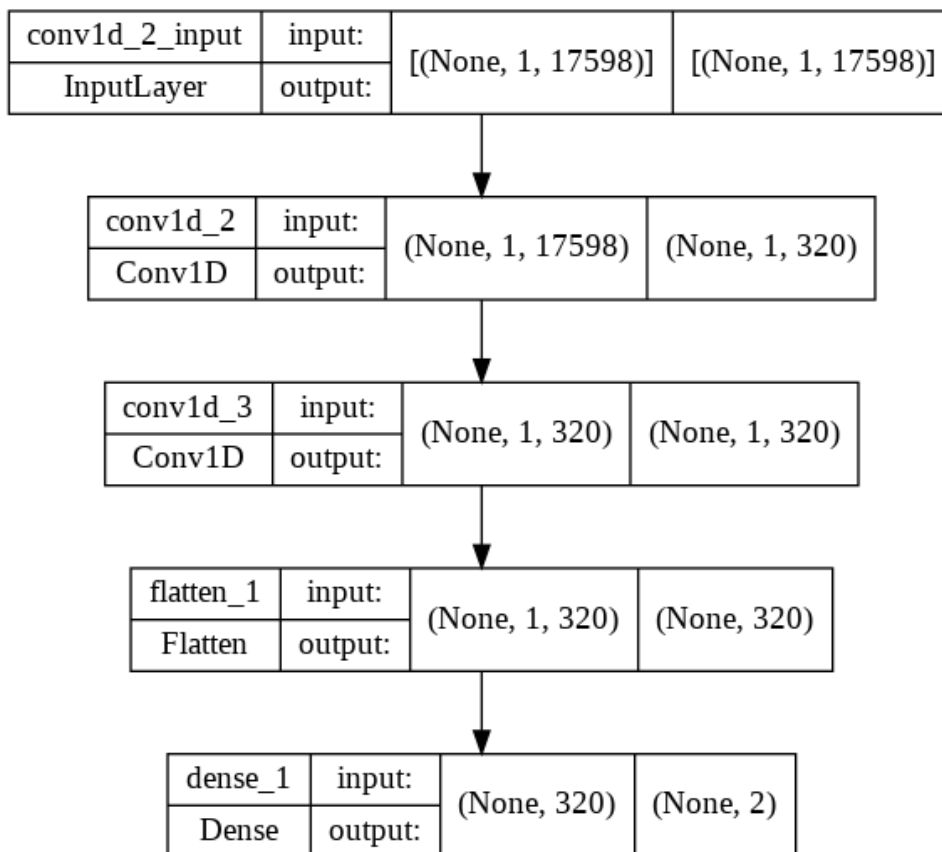 conv1d_2_input input: [(None, 1, 17598)] [(None, 1, 17598)]
InputLayer output:
conv1d_2 input: (None, 1, 17598) (None, 1, 320)
Conv1D output:
conv1d_3 input: (None, 1, 320) (None, 1, 320)
Conv1D output:
flatten_1 input: (None, 1, 320) (None, 320)
Flatten output:
dense_1 input: (None, 320) (None, 2)
Dense output: